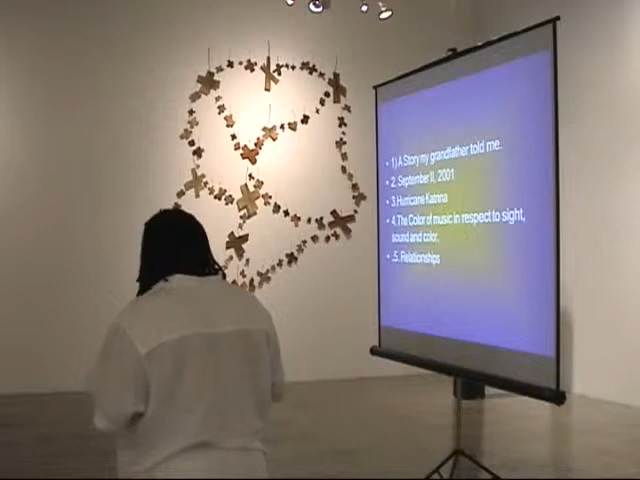 • 1) A Story my grandfather told me.
• 2. September II, 2001
• 3.Hurricane Katrina
• 4.The Color of music in respect to sight,
sound and color.
• .5. Relationships